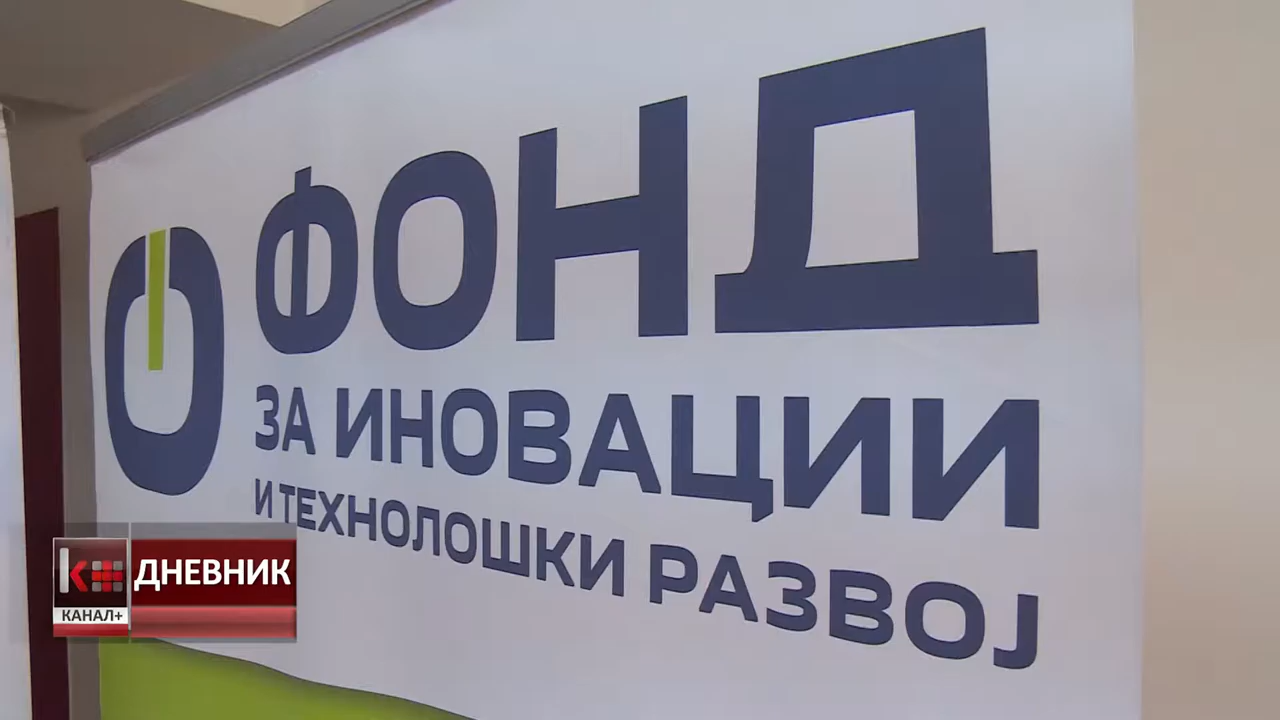 ФОНД
ЗА ИНОВАЦИИ
И ТЕХНОЛОШКИ РАЗВОЈ
К
КАНАЛ+
ДНЕВНИК